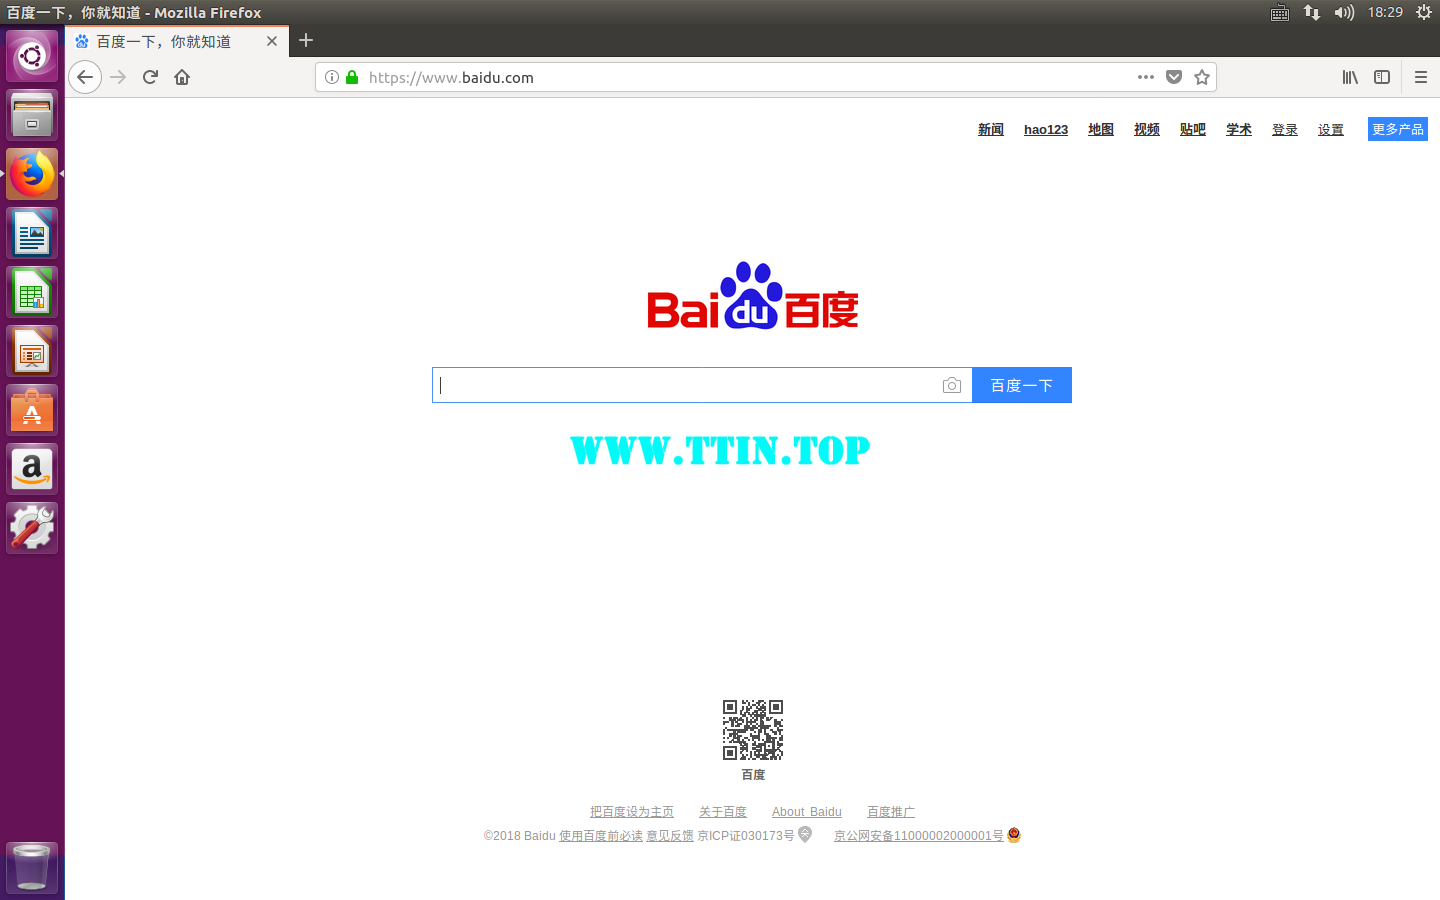 百度一下，你就知道 - Mozilla Firefox
18:29
百度一下，你就知道
https://www.baidu.com
新闻 hao123 地图 视频 贴吧 学术 登录 设置 更多产品
Bai du 百度
百度一下
WWW.TTIN.TOP
百度
把百度设为主页 关于百度 About Baidu 百度推广
©2018 Baidu 使用百度前必读 意见反馈 京ICP证030173号 京公网安备11000002000001号